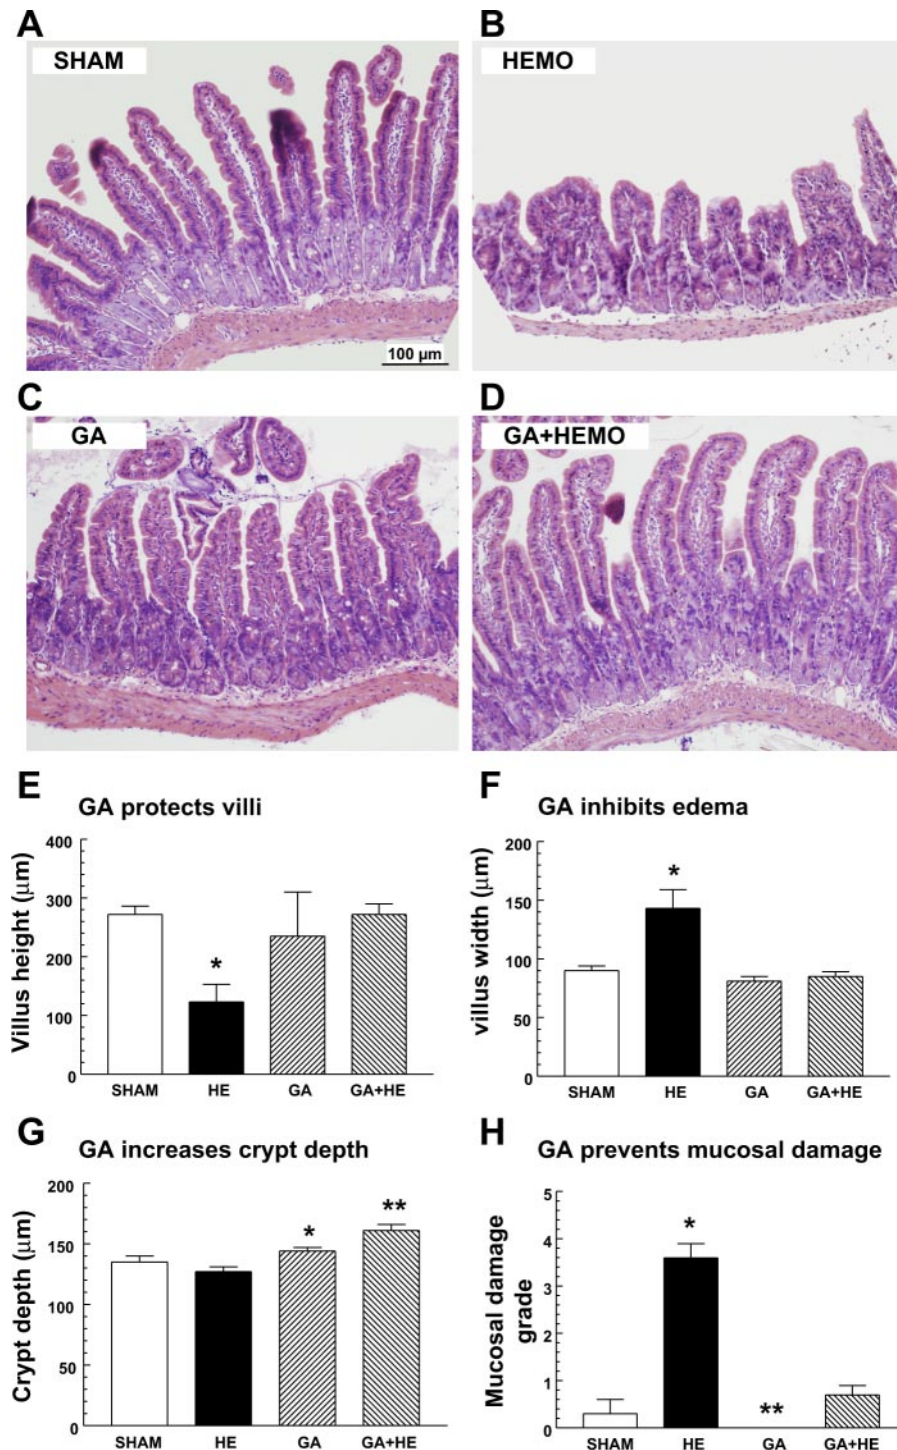 A
SHAM
100 µm
B
HEMO
C
GA
D
GA+HEMO
E
GA protects villi
Villus height (µm)
400
300
200
100
0
*
SHAM HE GA GA+HE
F
GA inhibits edema
villus width (µm)
200
150
100
50
0
*
SHAM HE GA GA+HE
G
GA increases crypt depth
Crypt depth (µm)
200
150
100
50
0
* **
SHAM HE GA GA+HE
H
GA prevents mucosal damage
Mucosal damage
grade
5
4
3
2
1
0
* **
SHAM HE GA GA+HE